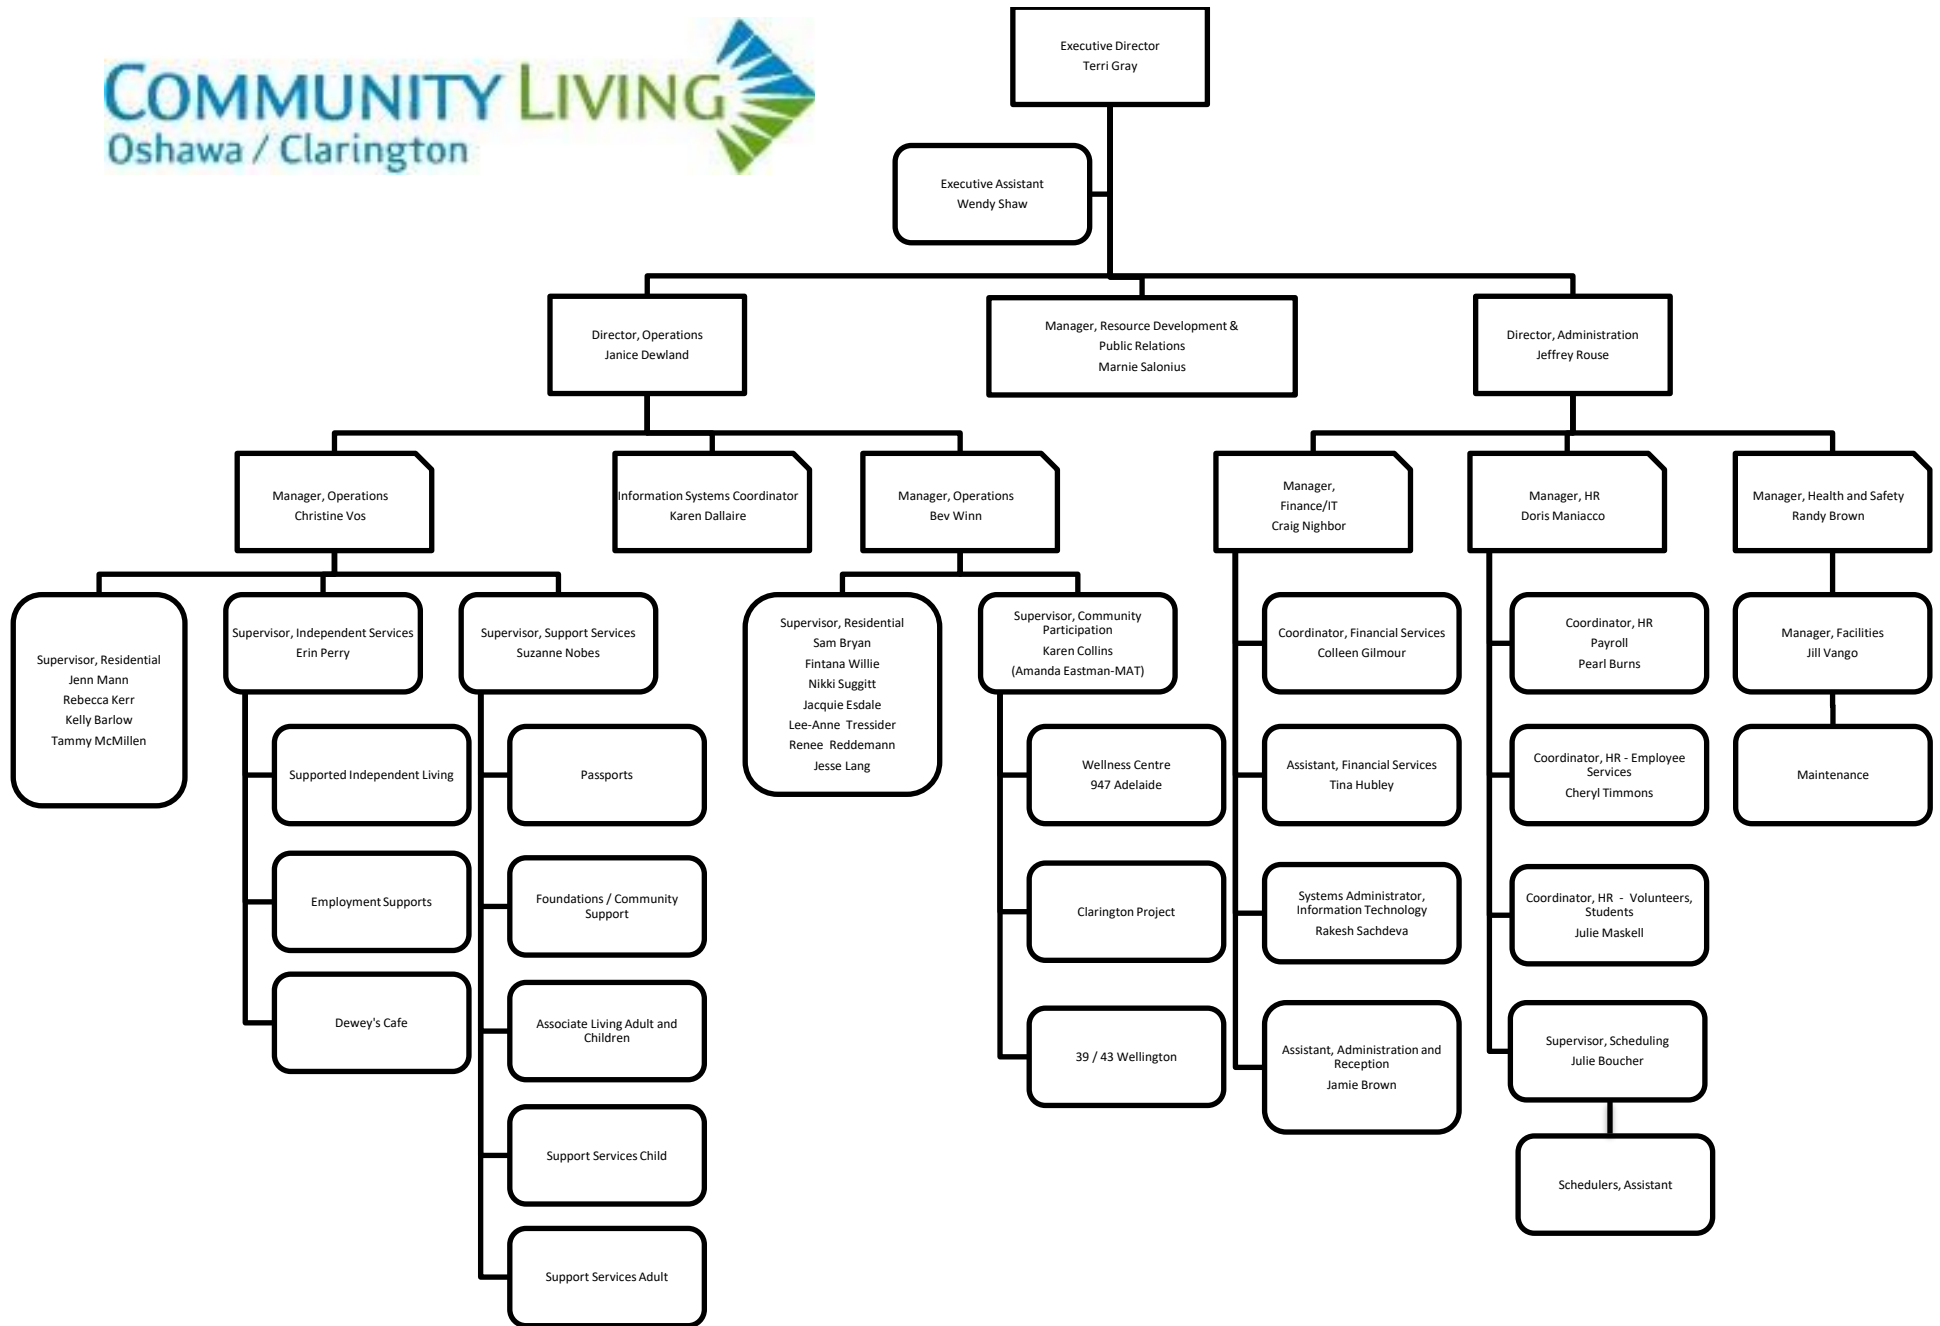 COMMUNITY LIVING
Oshawa / Clarington
Executive Director
Terri Gray
Executive Assistant
Wendy Shaw
Director, Operations
Janice Dewland
Manager, Resource Development &
Public Relations
Marnie Salonius
Director, Administration
Jeffrey Rouse
Manager, Operations
Christine Vos
Information Systems Coordinator
Karen Dallaire
Manager, Operations
Bev Winn
Manager,
Finance/IT
Craig Nighbor
Manager, HR
Doris Maniacco
Manager, Health and Safety
Randy Brown
Supervisor, Residential
Jenn Mann
Rebecca Kerr
Kelly Barlow
Tammy McMillen
Supervisor, Independent Services
Erin Perry
Supported Independent Living
Employment Supports
Dewey's Cafe
Supervisor, Support Services
Suzanne Nobes
Passports
Foundations / Community
Support
Associate Living Adult and
Children
Support Services Child
Support Services Adult
Supervisor, Residential
Sam Bryan
Fintana Willie
Nikki Suggitt
Jacquie Esdale
Lee-Anne Tressider
Renee Reddemann
Jesse Lang
Supervisor, Community
Participation
Karen Collins
(Amanda Eastman-MAT)
Wellness Centre
947 Adelaide
Clarington Project
39 / 43 Wellington
Coordinator, Financial Services
Colleen Gilmour
Assistant, Financial Services
Tina Hubley
Systems Administrator,
Information Technology
Rakesh Sachdeva
Assistant, Administration and
Reception
Jamie Brown
Coordinator, HR
Payroll
Pearl Burns
Coordinator, HR - Employee
Services
Cheryl Timmons
Coordinator, HR - Volunteers,
Students
Julie Maskell
Supervisor, Scheduling
Julie Boucher
Schedulers, Assistant
Manager, Facilities
Jill Vango
Maintenance